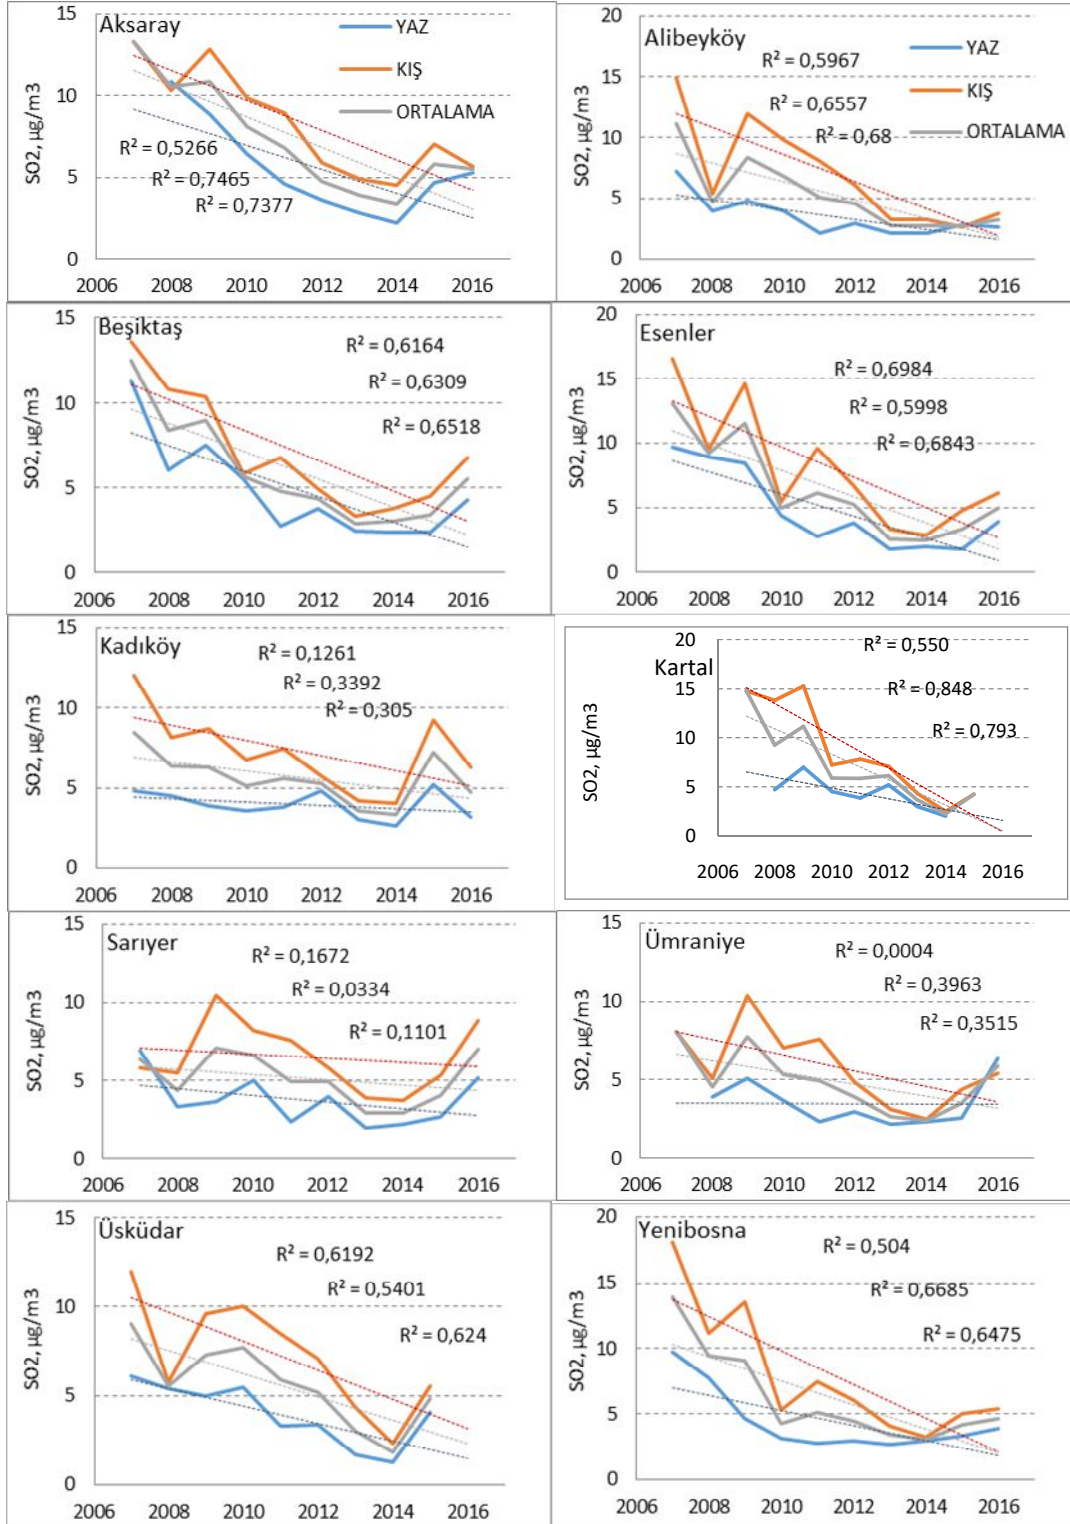 Aksaray
YAZ
KIŞ
ORTALAMA
R² = 0,5266
R² = 0,7465
R² = 0,7377
SO2, µg/m3
15
10
5
0
2006 2008 2010 2012 2014 2016
Alibeyköy
YAZ
KIŞ
ORTALAMA
R² = 0,5967
R² = 0,6557
R² = 0,68
SO2, µg/m3
20
15
10
5
0
2006 2008 2010 2012 2014 2016
Beşiktaş
R² = 0,6164
R² = 0,6309
R² = 0,6518
SO2, µg/m3
15
10
5
0
2006 2008 2010 2012 2014 2016
Esenler
R² = 0,6984
R² = 0,5998
R² = 0,6843
SO2, µg/m3
20
15
10
5
0
2006 2008 2010 2012 2014 2016
Kadıköy
R² = 0,1261
R² = 0,3392
R² = 0,305
SO2, µg/m3
15
10
5
0
2006 2008 2010 2012 2014 2016
Kartal
R² = 0,550
R² = 0,848
R² = 0,793
SO2, µg/m3
20
15
10
5
0
2006 2008 2010 2012 2014 2016
Sarıyer
R² = 0,1672
R² = 0,0334
R² = 0,1101
SO2, µg/m3
15
10
5
0
2006 2008 2010 2012 2014 2016
Ümraniye
R² = 0,0004
R² = 0,3963
R² = 0,3515
SO2, µg/m3
15
10
5
0
2006 2008 2010 2012 2014 2016
Üsküdar
R² = 0,6192
R² = 0,5401
R² = 0,624
SO2, µg/m3
15
10
5
0
2006 2008 2010 2012 2014 2016
Yenibosna
R² = 0,504
R² = 0,6685
R² = 0,6475
SO2, µg/m3
20
15
10
5
0
2006 2008 2010 2012 2014 2016